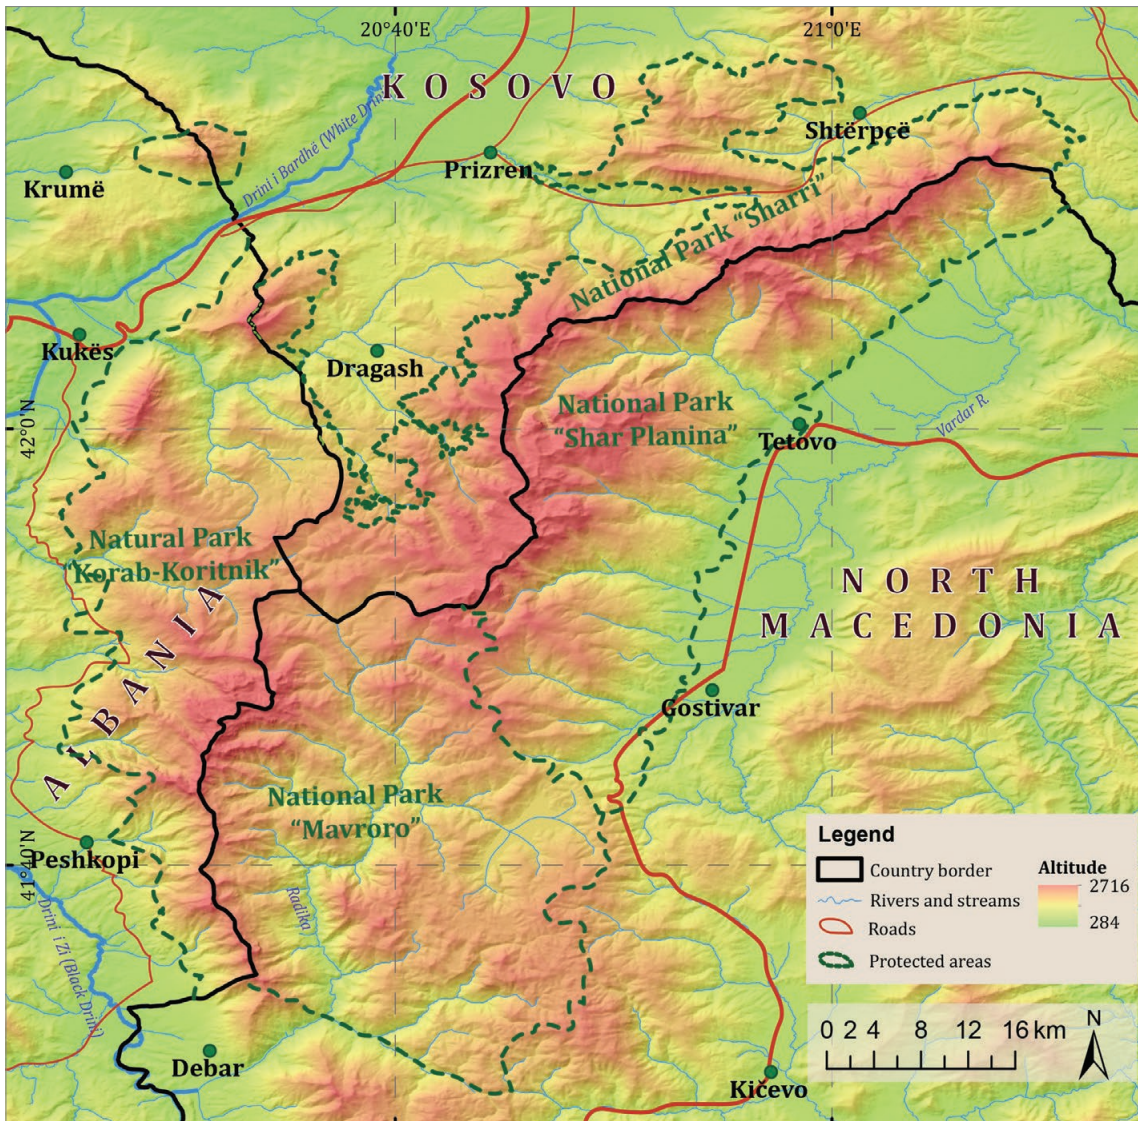 20°40'E
21°0'E
KOSOVO
Shtërpcë
Drini i Bardhé (White Drin)
Prizren
Krumë
National Park “Sharri”
Kukës
Dragash
National Park
“Shar Planina”
Vardar R.
42°0'N
Tetovo
Natural Park
“Korab-Koritnik”
NORTH
MACEDONIA
ALBANIA
Gostivar
National Park
“Mavroro”
Peshkopi
41°40'N
Radika
Drini i Zi (Black Drini)
Debar
Kičevo
Legend
Country border
Rivers and streams
Roads
Protected areas
Altitude
2716
284
0 2 4 8 12 16 km
N